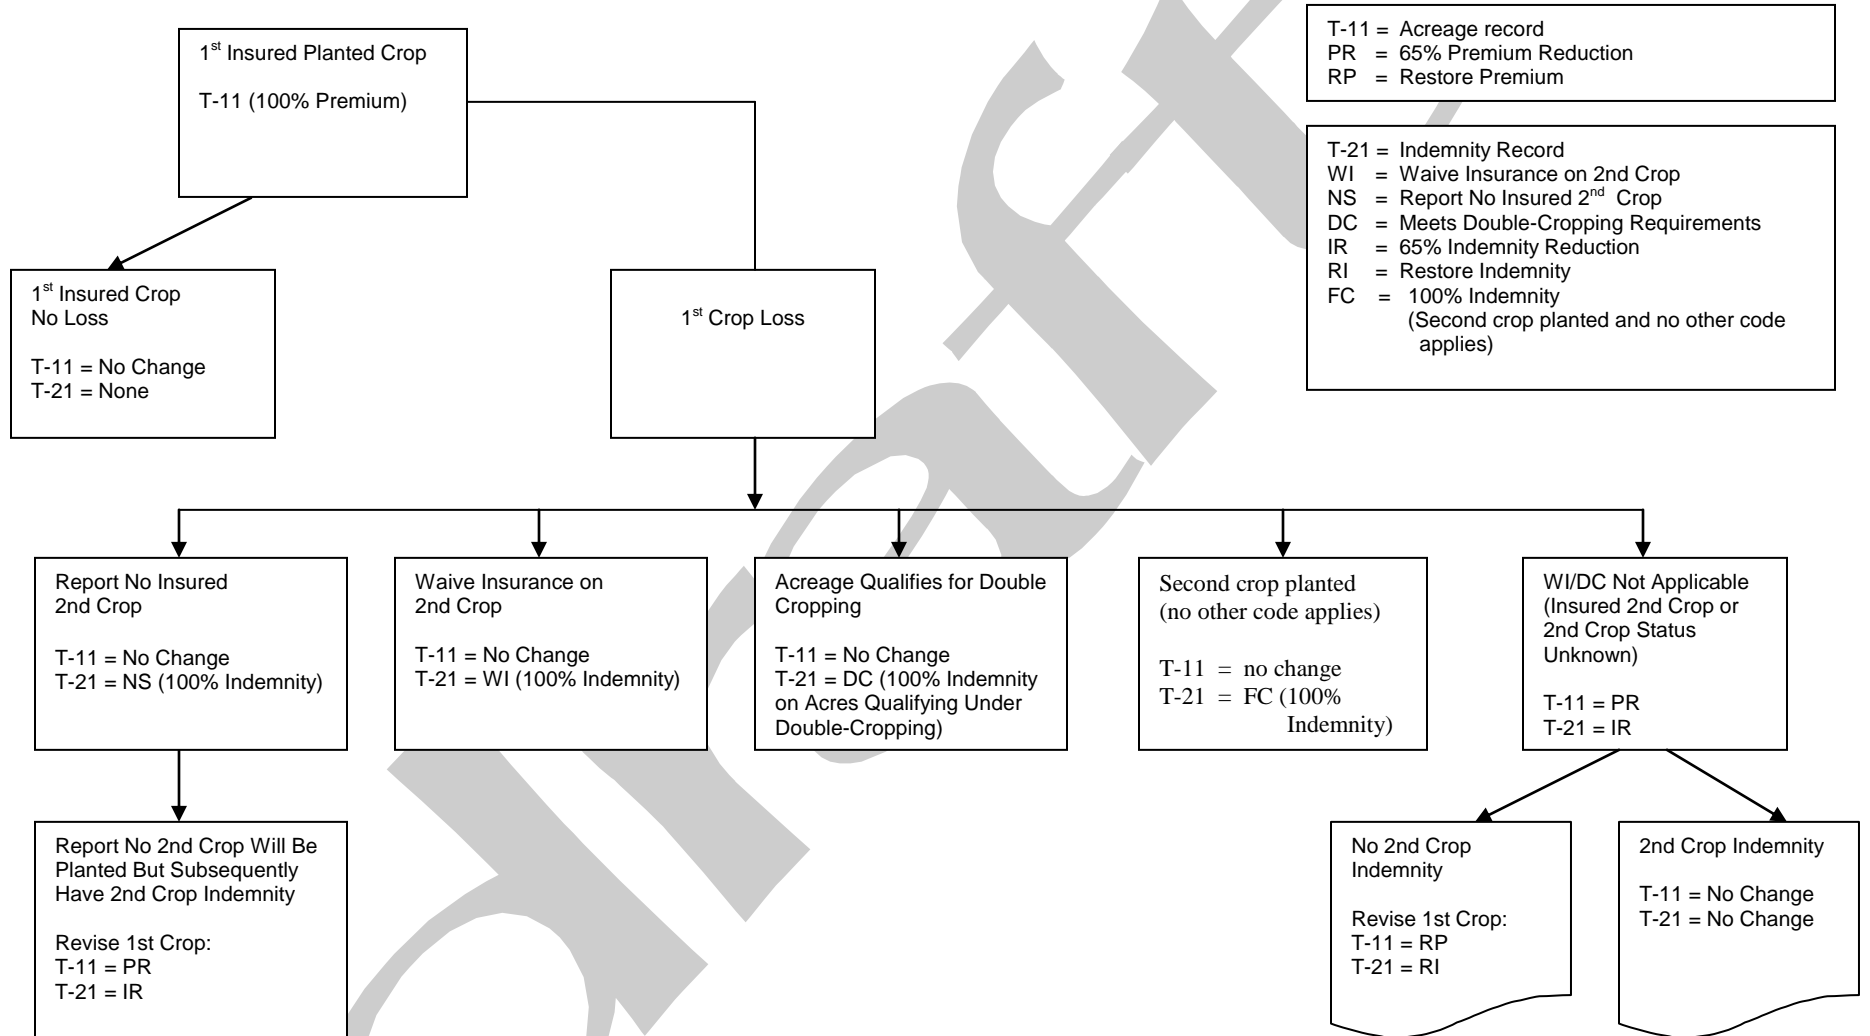 1st Insured Planted Crop
T-11 (100% Premium)
T-11 = Acreage record
PR = 65% Premium Reduction
RP = Restore Premium
T-21 = Indemnity Record
WI = Waive Insurance on 2nd Crop
NS = Report No Insured 2nd Crop
DC = Meets Double-Cropping Requirements
IR = 65% Indemnity Reduction
RI = Restore Indemnity
FC = 100% Indemnity
(Second crop planted and no other code
applies)
1st Insured Crop
No Loss
T-11 = No Change
T-21 = None
1st Crop Loss
Report No Insured
2nd Crop
T-11 = No Change
T-21 = NS (100% Indemnity)
Waive Insurance on
2nd Crop
T-11 = No Change
T-21 = WI (100% Indemnity)
Acreage Qualifies for Double
Cropping
T-11 = No Change
T-21 = DC (100% Indemnity
on Acres Qualifying Under
Double-Cropping)
Second crop planted
(no other code applies)
T-11 = no change
T-21 = FC (100%
Indemnity)
WI/DC Not Applicable
(Insured 2nd Crop or
2nd Crop Status
Unknown)
T-11 = PR
T-21 = IR
Report No 2nd Crop Will Be
Planted But Subsequently
Have 2nd Crop Indemnity
Revise 1st Crop:
T-11 = PR
T-21 = IR
No 2nd Crop
Indemnity
Revise 1st Crop:
T-11 = RP
T-21 = RI
2nd Crop Indemnity
T-11 = No Change
T-21 = No Change
draft